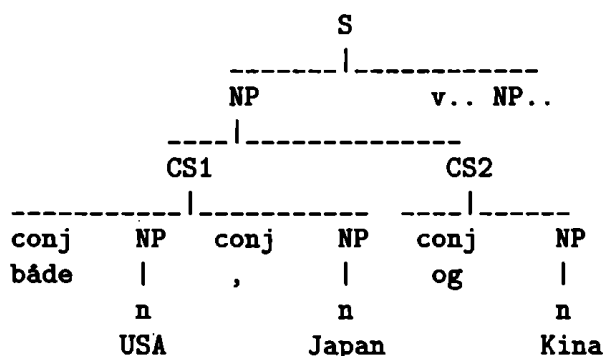 S
NP v.. NP..
CS1 CS2
conj NP conj NP conj NP
både , og
n n n
USA Japan Kina